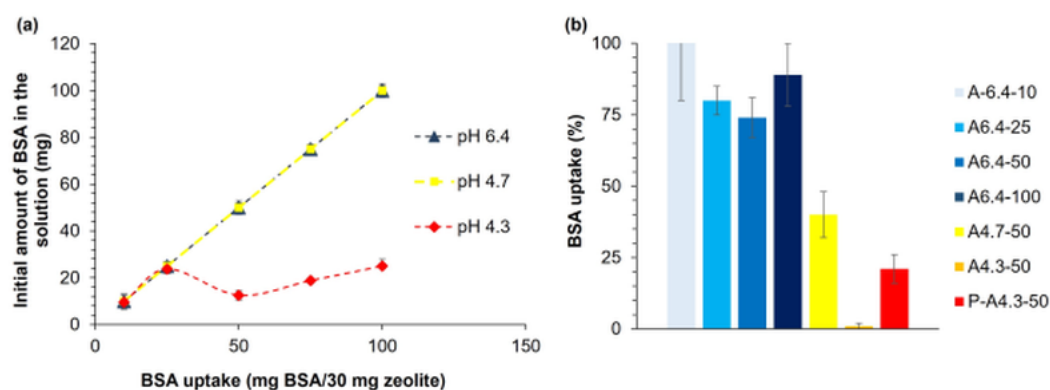 (a)
120
100
80
60
40
20
0
0
50
100
150
Initial amount of BSA in the
solution (mg)
BSA uptake (mg BSA/30 mg zeolite)
pH 6.4
pH 4.7
pH 4.3
(b)
100
75
50
25
0
BSA uptake (%)
A-6.4-10
A6.4-25
A6.4-50
A6.4-100
A4.7-50
A4.3-50
P-A4.3-50